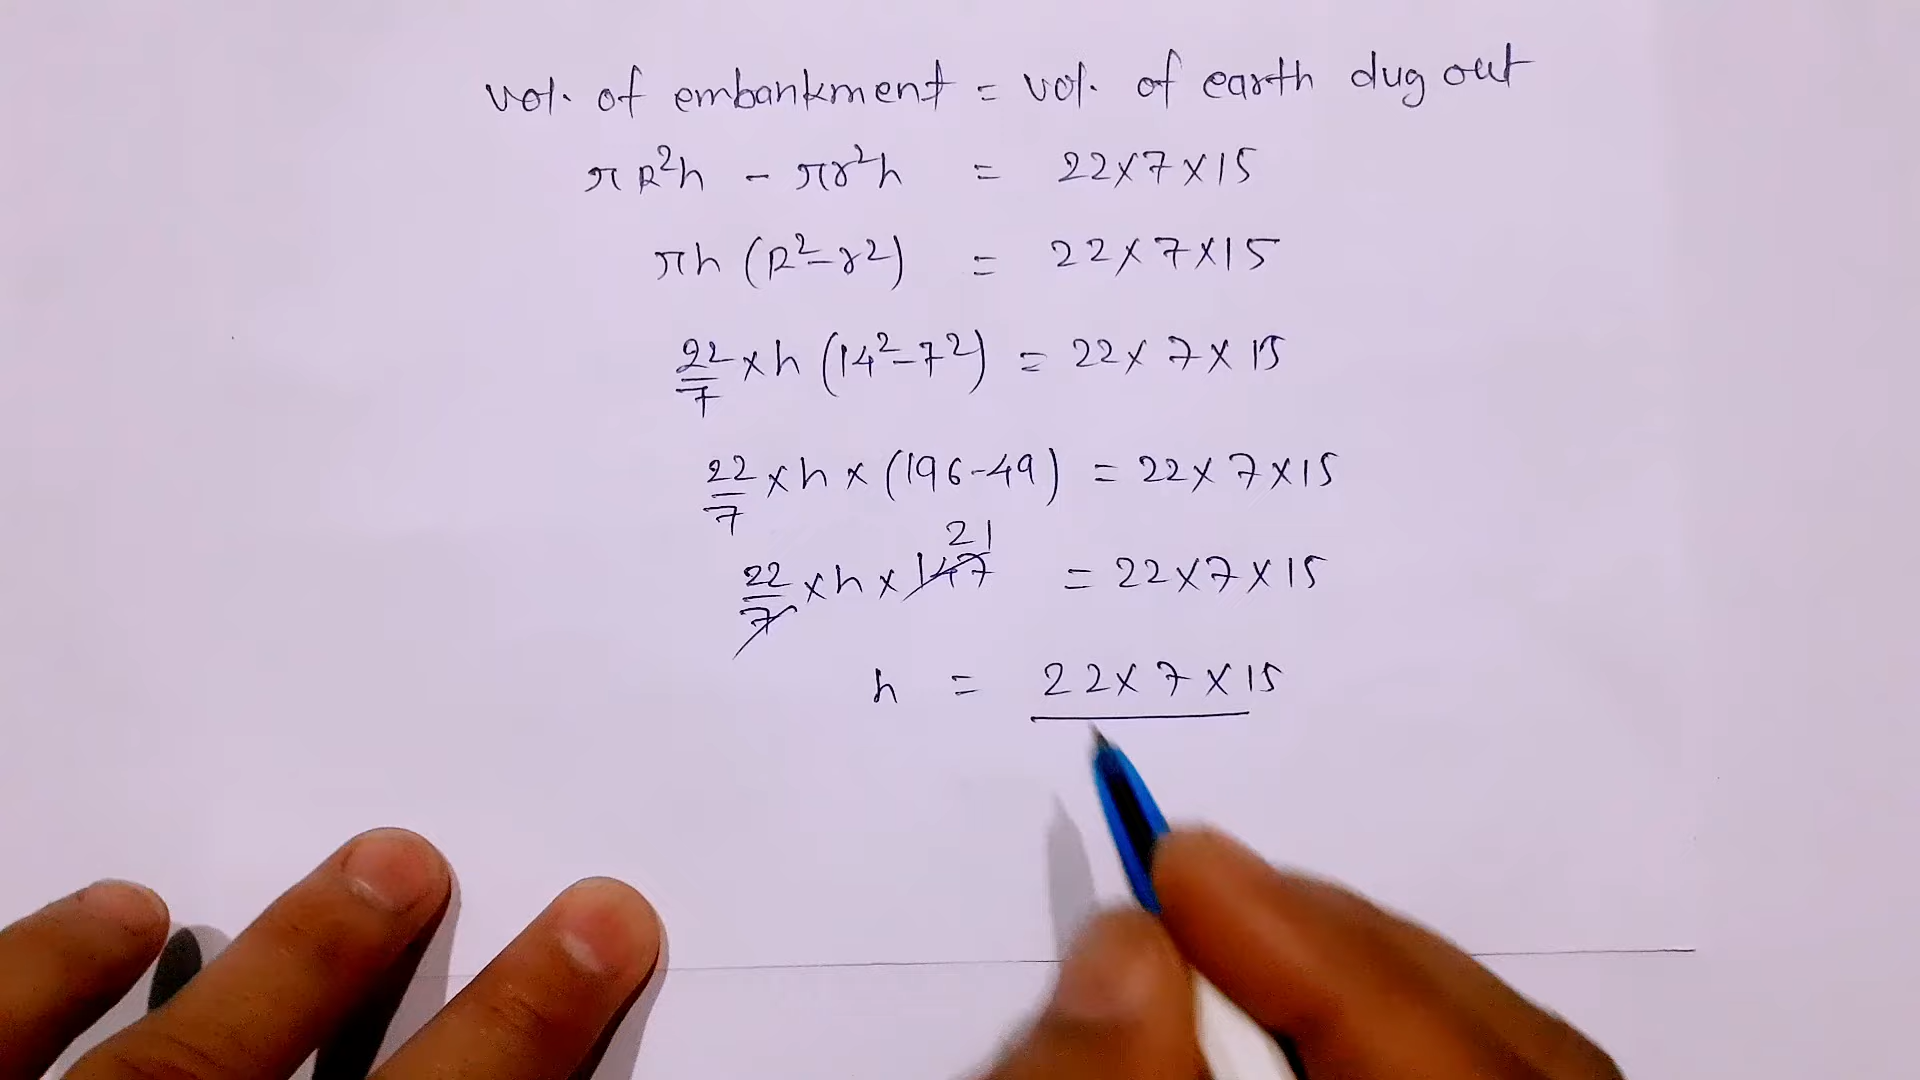 vol. of embankment = vol. of earth dug out
πR²h - πr²h = 22×7×15
πh (R²-r²) = 22×7×15
22/7 ×h (14²-7²) = 22×7×15
22/7 ×h× (196-49) = 22×7×15
21
22/7 ×h×147 = 22×7×15
h = 22×7×15